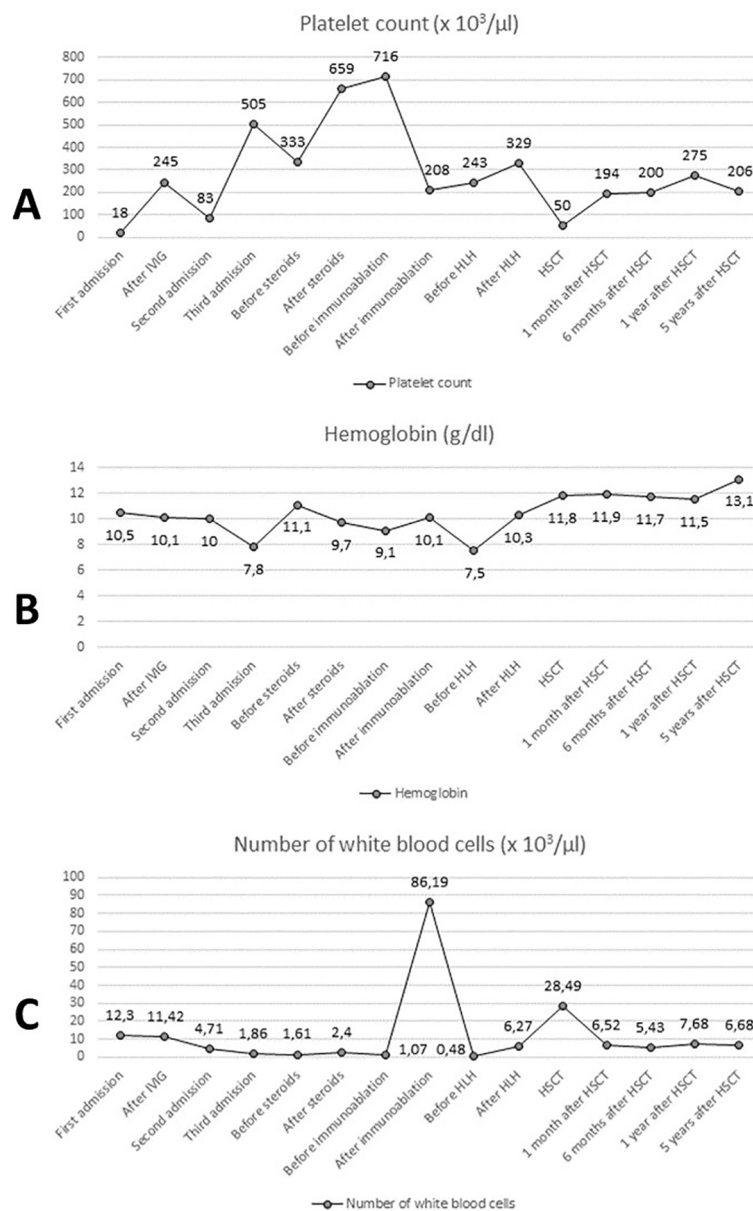 Platelet count (x 10³/µl)
800
700
600
500
400
300
200
100
0
18
245
83
505
333
659
716
208
243
329
50
194
200
275
206
A
First admission
After IVIG
Second admission
Third admission
Before steroids
After steroids
Before immunoablation
After immunoablation
Before HLH
After HLH
HSCT
1 month after HSCT
6 months after HSCT
1 year after HSCT
5 years after HSCT
Platelet count
Hemoglobin (g/dl)
14
12
10
8
6
4
2
0
10,5
10,1
10
7,8
11,1
9,7
9,1
10,1
7,5
10,3
11,8
11,9
11,7
11,5
13,1
B
First admission
After IVIG
Second admission
Third admission
Before steroids
After steroids
Before immunoablation
After immunoablation
Before HLH
After HLH
HSCT
1 month after HSCT
6 months after HSCT
1 year after HSCT
5 years after HSCT
Hemoglobin
Number of white blood cells (x 10³/µl)
100
90
80
70
60
50
40
30
20
10
0
12,3
11,42
4,71
1,86
1,61
2,4
1,07
86,19
0,48
6,27
28,49
6,52
5,43
7,68
6,68
C
First admission
After IVIG
Second admission
Third admission
Before steroids
After steroids
Before immunoablation
After immunoablation
Before HLH
After HLH
HSCT
1 month after HSCT
6 months after HSCT
1 year after HSCT
5 years after HSCT
Number of white blood cells